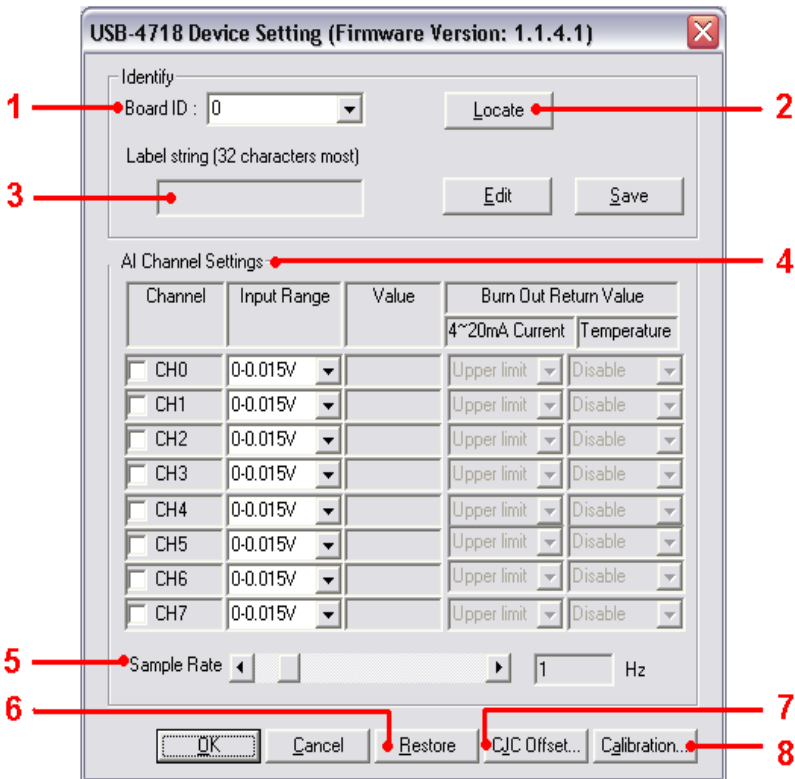 USB-4718 Device Setting (Firmware Version: 1.1.4.1)
Identify
1
Board ID : 0
Locate
2
Label string (32 characters most)
3
Edit
Save
AI Channel Settings
4
Channel Input Range Value Burn Out Return Value
4~20mA Current Temperature
CH0 0-0.015V Upper limit Disable
CH1 0-0.015V Upper limit Disable
CH2 0-0.015V Upper limit Disable
CH3 0-0.015V Upper limit Disable
CH4 0-0.015V Upper limit Disable
CH5 0-0.015V Upper limit Disable
CH6 0-0.015V Upper limit Disable
CH7 0-0.015V Upper limit Disable
5
Sample Rate 1 Hz
6
7
OK Cancel Restore CJC Offset... Calibration...
8